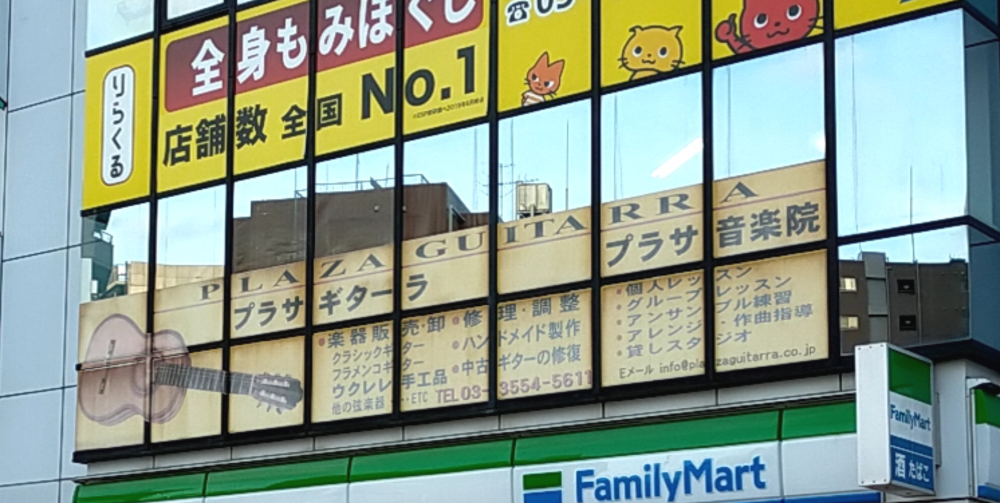 りらくる
全身もみほぐし
店舗数 全国 No.1
PLAZA GUITARRA
プラサ ギターラ
プラサ 音楽院
・楽器販売・卸
クラシックギター
フラメンコギター
ウクレレ 手工品
他の弦楽器・・ETC
・修理・調整
・ハンドメイド製作
・中古ギターの修復
TEL 03-3554-5611
・個人レッスン
・グループレッスン
・アンサンブル練習
・アレンジ・作曲指導
・貸しスタジオ
Eメール info@plazaguitarra.co.jp
FamilyMart
FamilyMart
酒 たばこ